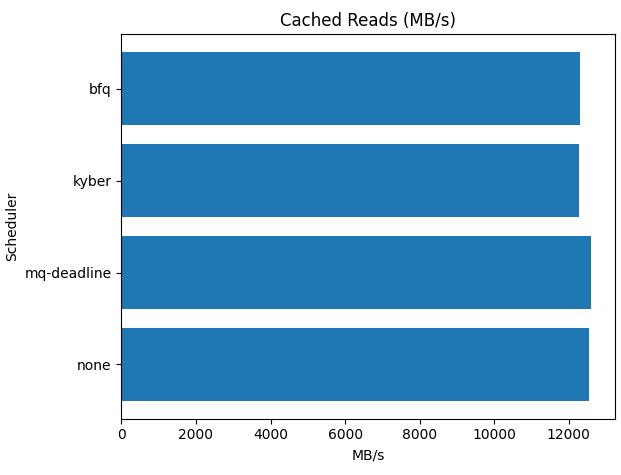 Cached Reads (MB/s)
bfq
kyber
mq-deadline
none
Scheduler
0 2000 4000 6000 8000 10000 12000
MB/s